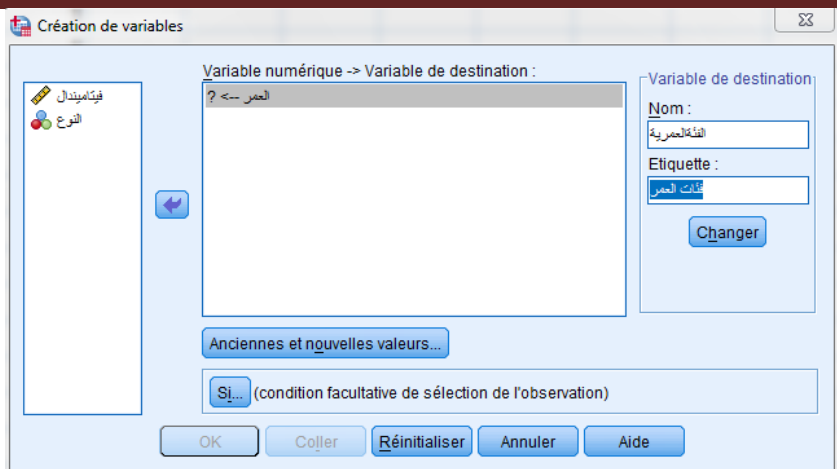 Création de variables
Variable numérique -> Variable de destination :
فيتاميندال
النوع
العمر --> ?
Variable de destination
Nom :
الفئةالعمرية
Etiquette :
فئات العمر
Changer
Anciennes et nouvelles valeurs...
Si... (condition facultative de sélection de l'observation)
OK Coller Réinitialiser Annuler Aide